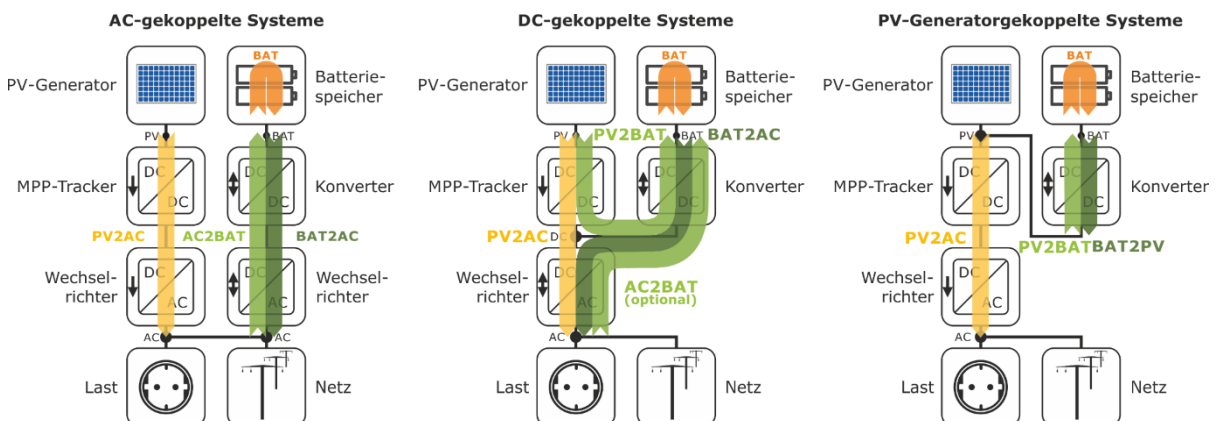 AC-gekoppelte Systeme
PV-Generator
BAT
Batterie-
speicher
PV
BAT
MPP-Tracker
DC
DC
DC
DC
Konverter
PV2AC
AC2BAT
BAT2AC
Wechsel-
richter
DC
AC
DC
AC
Wechsel-
richter
AC
AC
Last
Netz
DC-gekoppelte Systeme
PV-Generator
BAT
Batterie-
speicher
PV
PV2BAT
BAT
BAT2AC
MPP-Tracker
DC
DC
DC
DC
Konverter
PV2AC
DC
Wechsel-
richter
DC
AC
AC2BAT
(optional)
AC
Last
Netz
PV-Generatorgekoppelte Systeme
PV-Generator
BAT
Batterie-
speicher
PV
BAT
MPP-Tracker
DC
DC
DC
DC
Konverter
PV2AC
PV2BAT
BAT2PV
Wechsel-
richter
DC
AC
AC
Last
Netz